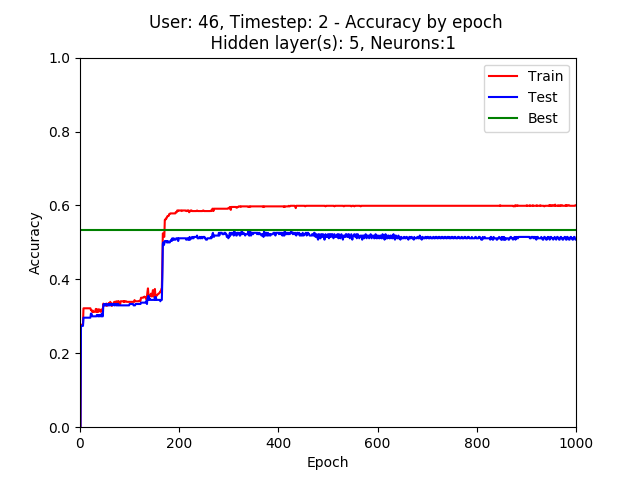 User: 46, Timestep: 2 - Accuracy by epoch
Hidden layer(s): 5, Neurons:1
1.0
Train
Test
Best
0.8
0.6
Accuracy
0.4
0.2
0.0
0 200 400 600 800 1000
Epoch